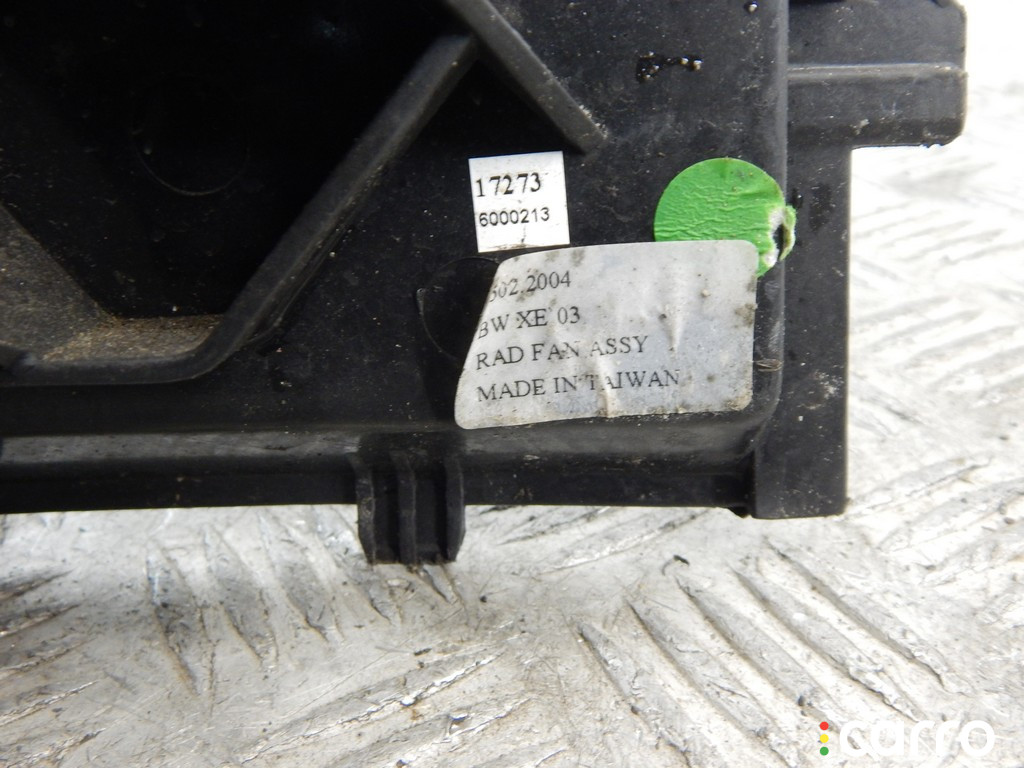 17273
6000213
302.2004
BW XE 03
RAD FAN ASSY
MADE IN TAIWAN
carro